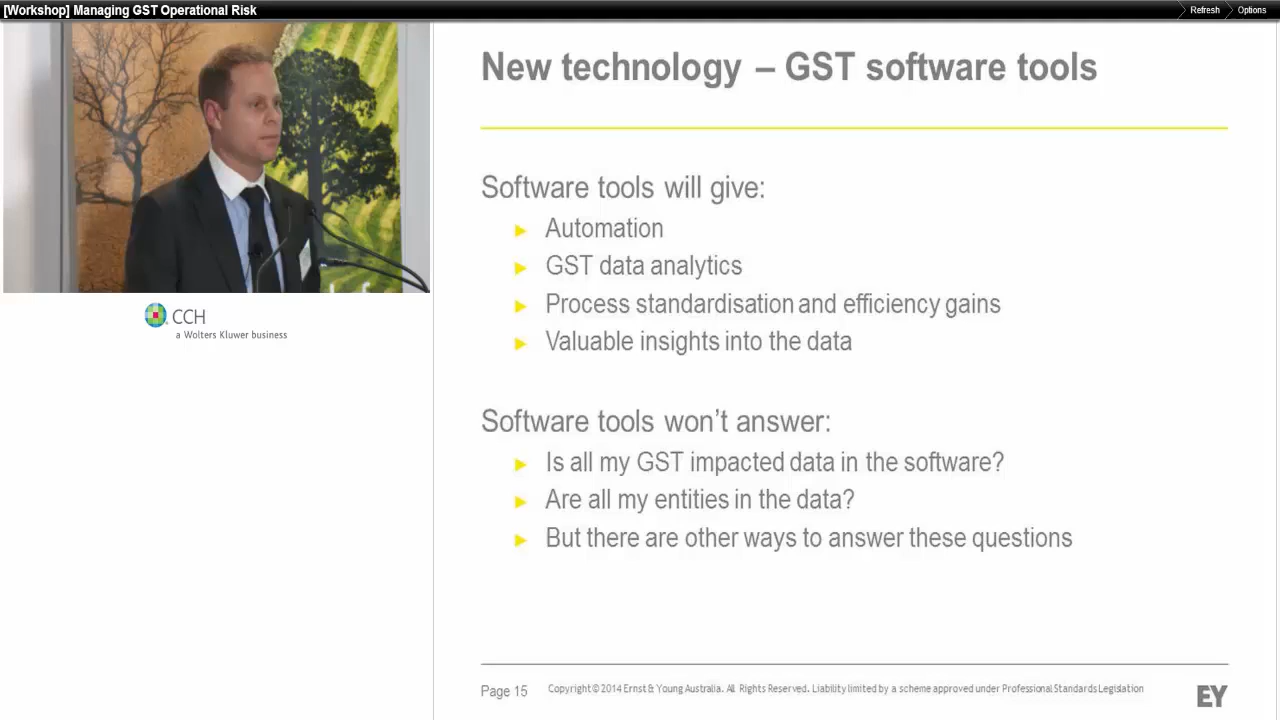 [Workshop] Managing GST Operational Risk
Refresh
Options
New technology – GST software tools
Software tools will give:
Automation
GST data analytics
Process standardisation and efficiency gains
Valuable insights into the data
CCH
a Wolters Kluwer business
Software tools won't answer:
Is all my GST impacted data in the software?
Are all my entities in the data?
But there are other ways to answer these questions
Page 15
Copyright © 2014 Ernst & Young Australia. All Rights Reserved. Liability limited by a scheme approved under Professional Standards Legislation
EY